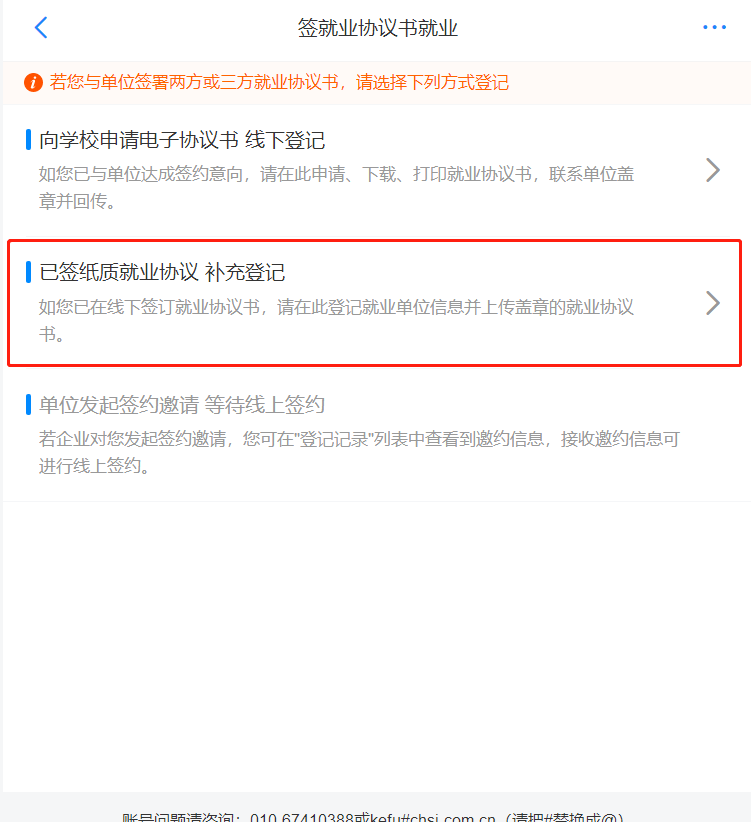 签就业协议书就业
若您与单位签署两方或三方就业协议书，请选择下列方式登记
向学校申请电子协议书 线下登记
如您已与单位达成签约意向，请在此申请、下载、打印就业协议书，联系单位盖
章并回传。
已签纸质就业协议 补充登记
如您已在线下签订就业协议书，请在此登记就业单位信息并上传盖章的就业协议
书。
单位发起签约邀请 等待线上签约
若企业对您发起签约邀请，您可在"登记记录"列表中查看到邀约信息，接收邀约信息可
进行线上签约。
账号问题请咨询：010-67410388或kefu#chsi.com.cn（请把#替换成@）